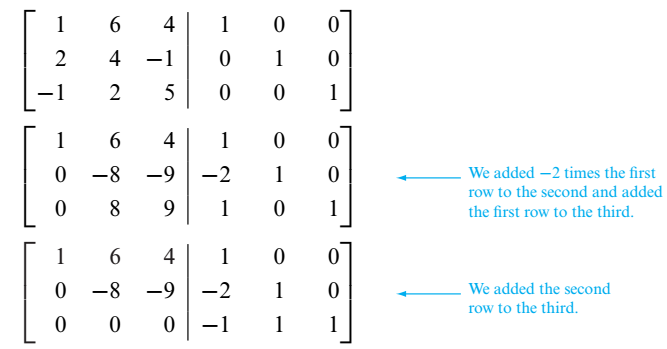 1 6 4 1 0 0
2 4 −1 0 1 0
−1 2 5 0 0 1
1 6 4 1 0 0
0 −8 −9 −2 1 0
0 8 9 1 0 1
We added −2 times the first
row to the second and added
the first row to the third.
1 6 4 1 0 0
0 −8 −9 −2 1 0
0 0 0 −1 1 1
We added the second
row to the third.